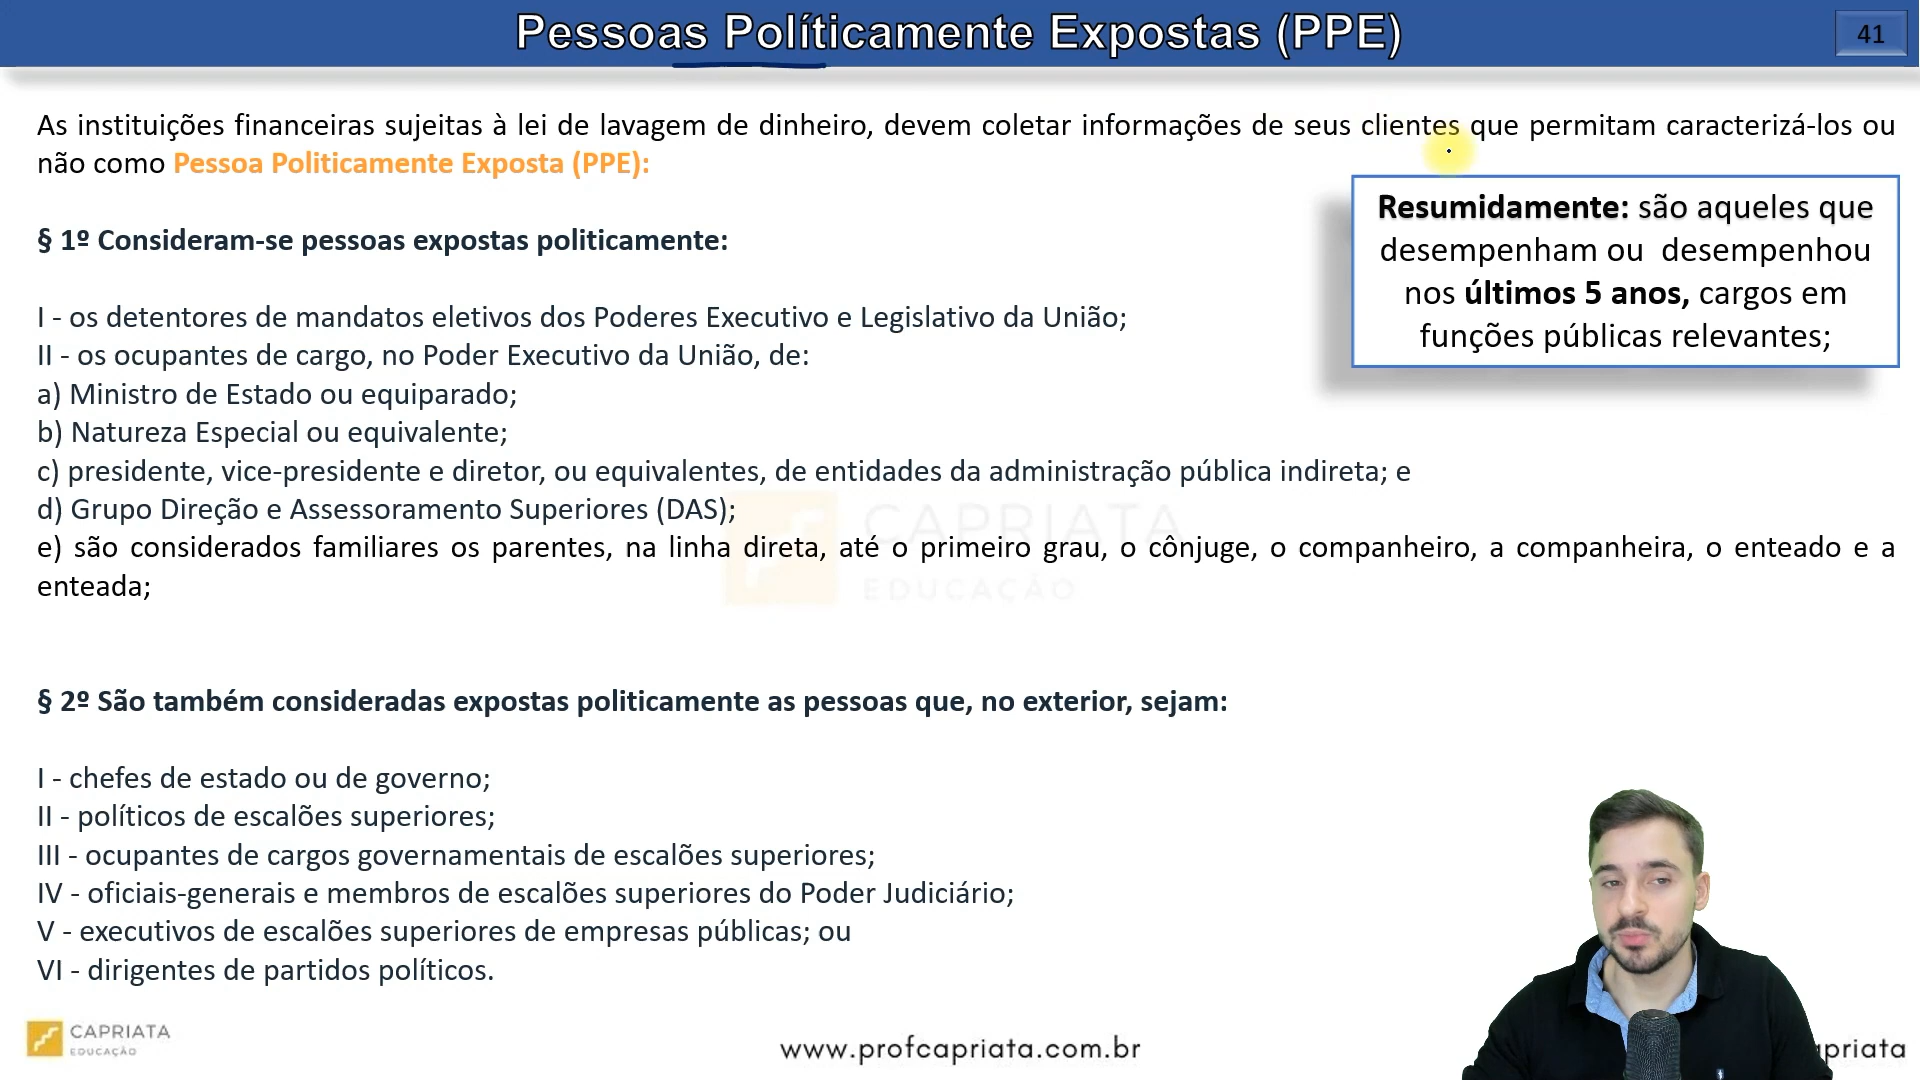 Pessoas Políticamente Expostas (PPE)
41
As instituições financeiras sujeitas à lei de lavagem de dinheiro, devem coletar informações de seus clientes que permitam caracterizá-los ou
não como Pessoa Politicamente Exposta (PPE):
Resumidamente: são aqueles que
desempenham ou desempenhou
nos últimos 5 anos, cargos em
funções públicas relevantes;
§ 1º Consideram-se pessoas expostas politicamente:
I - os detentores de mandatos eletivos dos Poderes Executivo e Legislativo da União;
II - os ocupantes de cargo, no Poder Executivo da União, de:
a) Ministro de Estado ou equiparado;
b) Natureza Especial ou equivalente;
c) presidente, vice-presidente e diretor, ou equivalentes, de entidades da administração pública indireta; e
d) Grupo Direção e Assessoramento Superiores (DAS);
e) são considerados familiares os parentes, na linha direta, até o primeiro grau, o cônjuge, o companheiro, a companheira, o enteado e a
enteada;
CAPRIATA
EDUCAÇÃO
§ 2º São também consideradas expostas politicamente as pessoas que, no exterior, sejam:
I - chefes de estado ou de governo;
II - políticos de escalões superiores;
III - ocupantes de cargos governamentais de escalões superiores;
IV - oficiais-generais e membros de escalões superiores do Poder Judiciário;
V - executivos de escalões superiores de empresas públicas; ou
VI - dirigentes de partidos políticos.
CAPRIATA
EDUCAÇÃO
www.profcapriata.com.br
priata